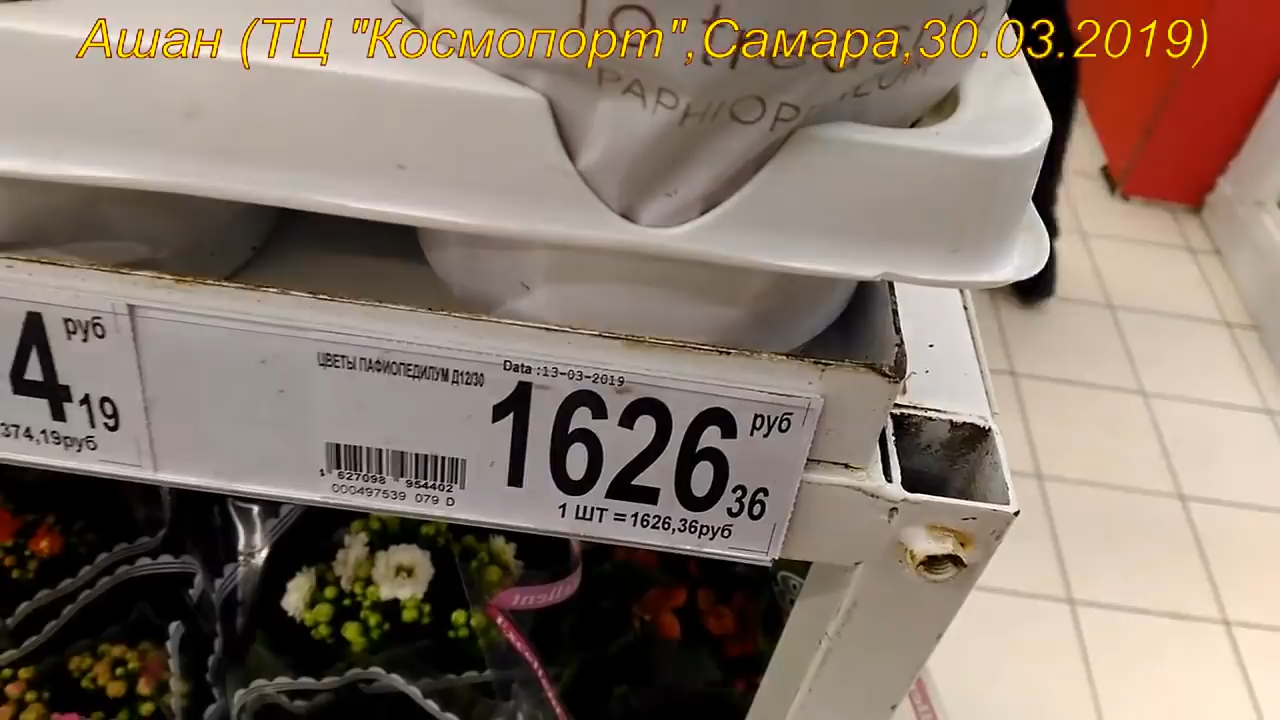 Ашан (ТЦ "Космопорт",Самара,30.03.2019)
4 руб
19
374,19руб
ЦВЕТЫ ПАФИОПЕДИЛУМ Д12/30
Data :13-03-2019
1626 руб
36
1 ШТ =1626,36руб
1 627098 954402
000497539 079 D